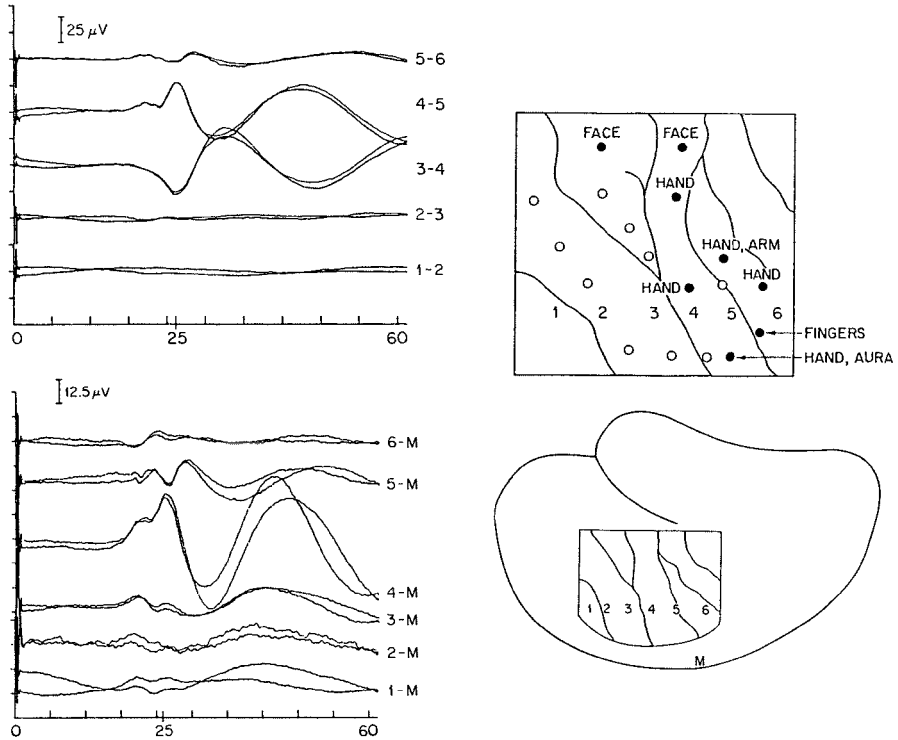 25 μV
5-6
4-5
3-4
2-3
1-2
0 25 60
12.5 μV
6-M
5-M
4-M
3-M
2-M
1-M
0 25 60
FACE FACE
HAND
HAND, ARM
HAND
HAND
1 2 3 4 5 6
FINGERS
HAND, AURA
1 2 3 4 5 6
M